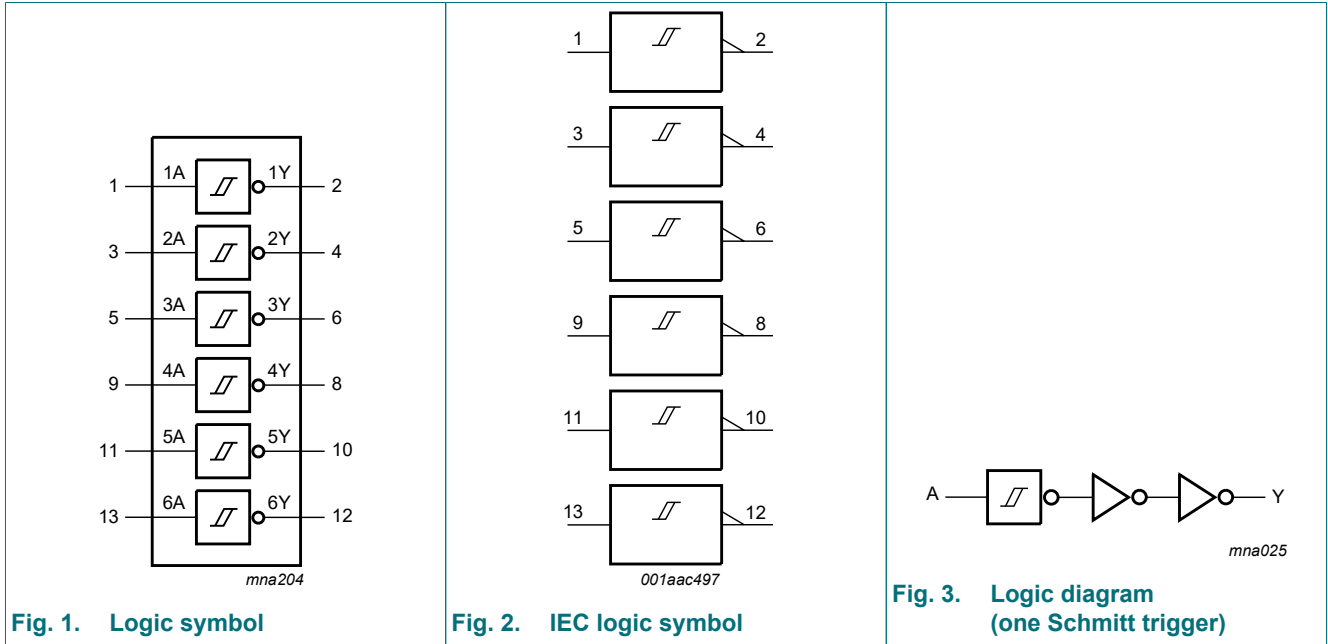 1 1A 1Y 2
3 2A 2Y 4
5 3A 3Y 6
9 4A 4Y 8
11 5A 5Y 10
13 6A 6Y 12
mna204
Fig. 1. Logic symbol
1 2
3 4
5 6
9 8
11 10
13 12
001aac497
Fig. 2. IEC logic symbol
A Y
mna025
Fig. 3. Logic diagram
(one Schmitt trigger)